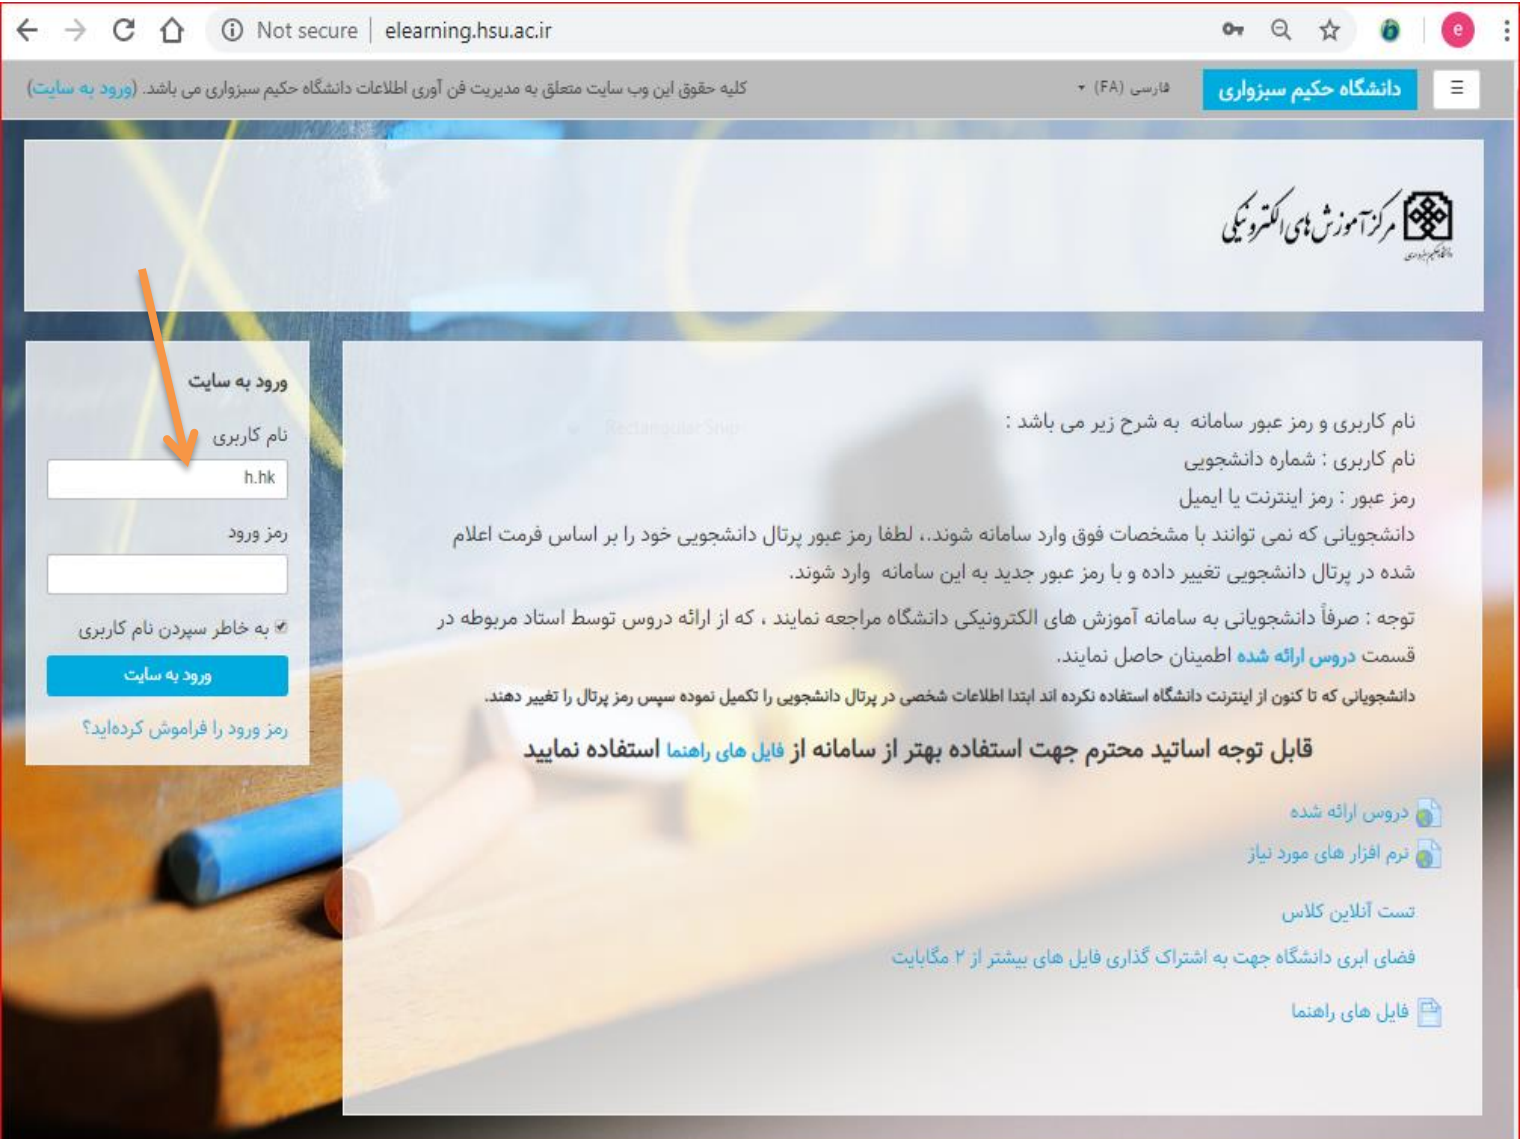 Not secure | elearning.hsu.ac.ir
e
دانشگاه حکیم سبزواری
فارسی (FA)
کلیه حقوق این وب سایت متعلق به مدیریت فن آوری اطلاعات دانشگاه حکیم سبزواری می باشد. (ورود به سایت)
مرکز آموزش های الکترونیکی
ورود به سایت
نام کاربری
h.hk
رمز ورود
به خاطر سپردن نام کاربری
ورود به سایت
رمز ورود را فراموش کرده‌اید؟
Rectangular Snip
نام کاربری و رمز عبور سامانه به شرح زیر می باشد :
نام کاربری : شماره دانشجویی
رمز عبور : رمز اینترنت یا ایمیل
دانشجویانی که نمی توانند با مشخصات فوق وارد سامانه شوند.، لطفا رمز عبور پرتال دانشجویی خود را بر اساس فرمت اعلام
شده در پرتال دانشجویی تغییر داده و با رمز عبور جدید به این سامانه وارد شوند.
توجه : صرفاً دانشجویانی به سامانه آموزش های الکترونیکی دانشگاه مراجعه نمایند ، که از ارائه دروس توسط استاد مربوطه در
قسمت دروس ارائه شده اطمینان حاصل نمایند.
دانشجویانی که تا کنون از اینترنت دانشگاه استفاده نکرده اند ابتدا اطلاعات شخصی در پرتال دانشجویی را تکمیل نموده سپس رمز پرتال را تغییر دهند.
قابل توجه اساتید محترم جهت استفاده بهتر از سامانه از فایل های راهنما استفاده نمایید
دروس ارائه شده
نرم افزار های مورد نیاز
تست آنلاین کلاس
فضای ابری دانشگاه جهت به اشتراک گذاری فایل های بیشتر از ۲ مگابایت
فایل های راهنما